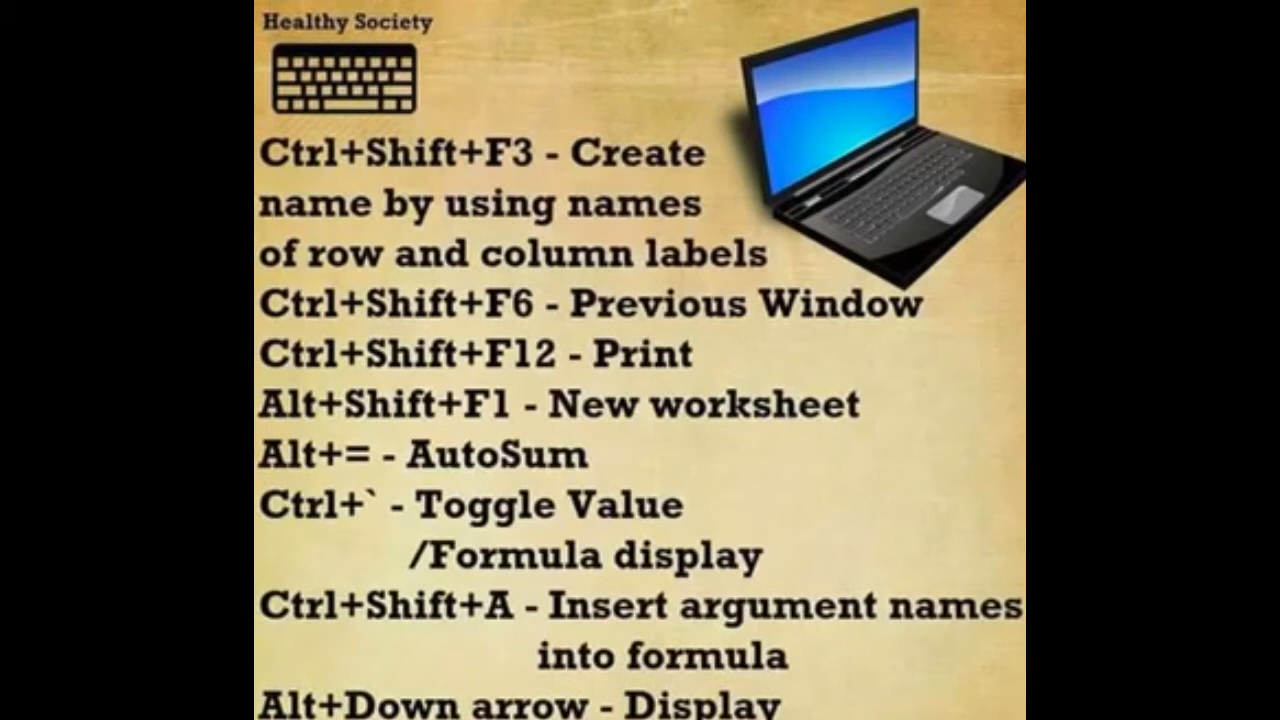 Healthy Society
Ctrl+Shift+F3 - Create
name by using names
of row and column labels
Ctrl+Shift+F6 - Previous Window
Ctrl+Shift+F12 - Print
Alt+Shift+F1 - New worksheet
Alt+= - AutoSum
Ctrl+` - Toggle Value
/Formula display
Ctrl+Shift+A - Insert argument names
into formula
Alt+Down arrow - Display